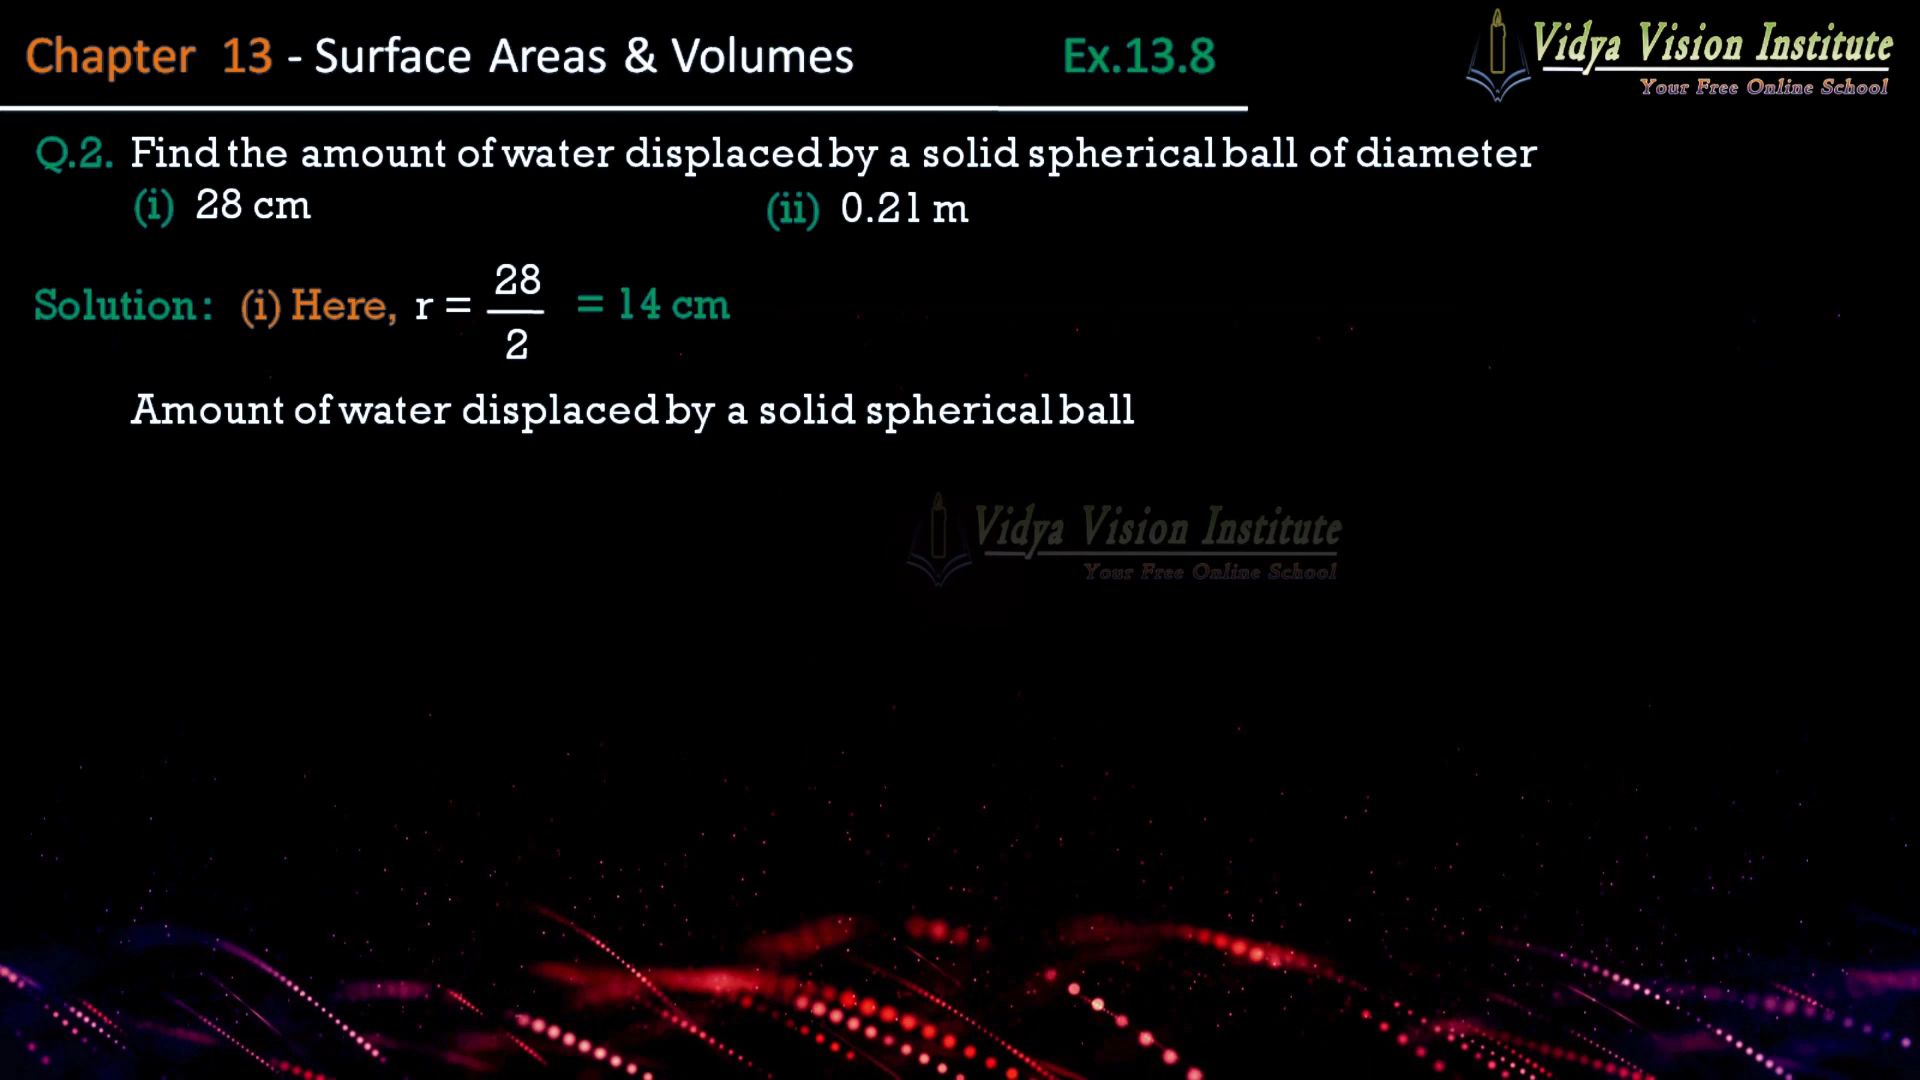 Chapter 13 - Surface Areas & Volumes Ex.13.8
Vidya Vision Institute
Your Free Online School
Q.2. Find the amount of water displaced by a solid spherical ball of diameter
(i) 28 cm (ii) 0.21 m
Solution: (i) Here, r = 28/2 = 14 cm
Amount of water displaced by a solid spherical ball
Vidya Vision Institute
Your Free Online School